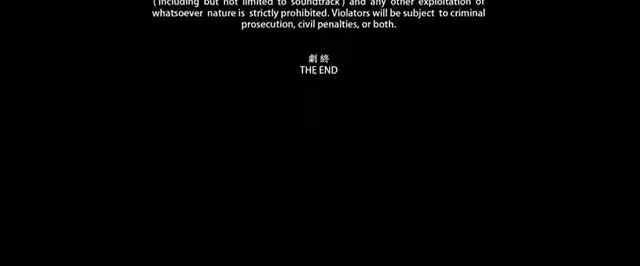 (including but not limited to soundtrack) and any other exploitation of
whatsoever nature is strictly prohibited. Violators will be subject to criminal
prosecution, civil penalties, or both.
劇 終
THE END